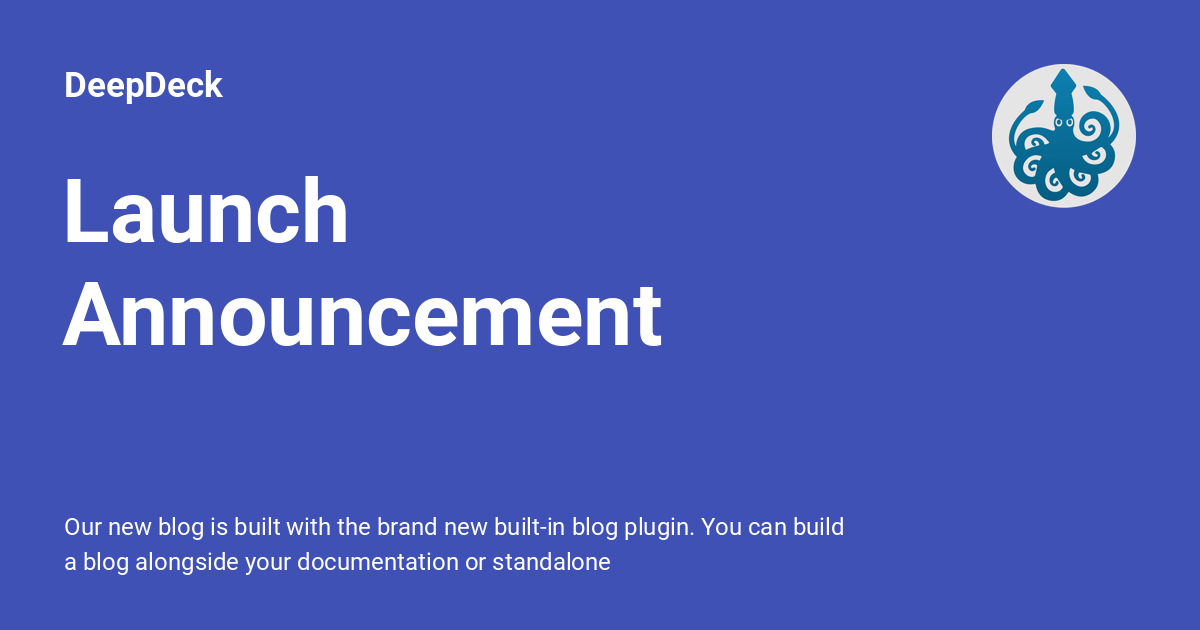 DeepDeck
Launch
Announcement
Our new blog is built with the brand new built-in blog plugin. You can build
a blog alongside your documentation or standalone